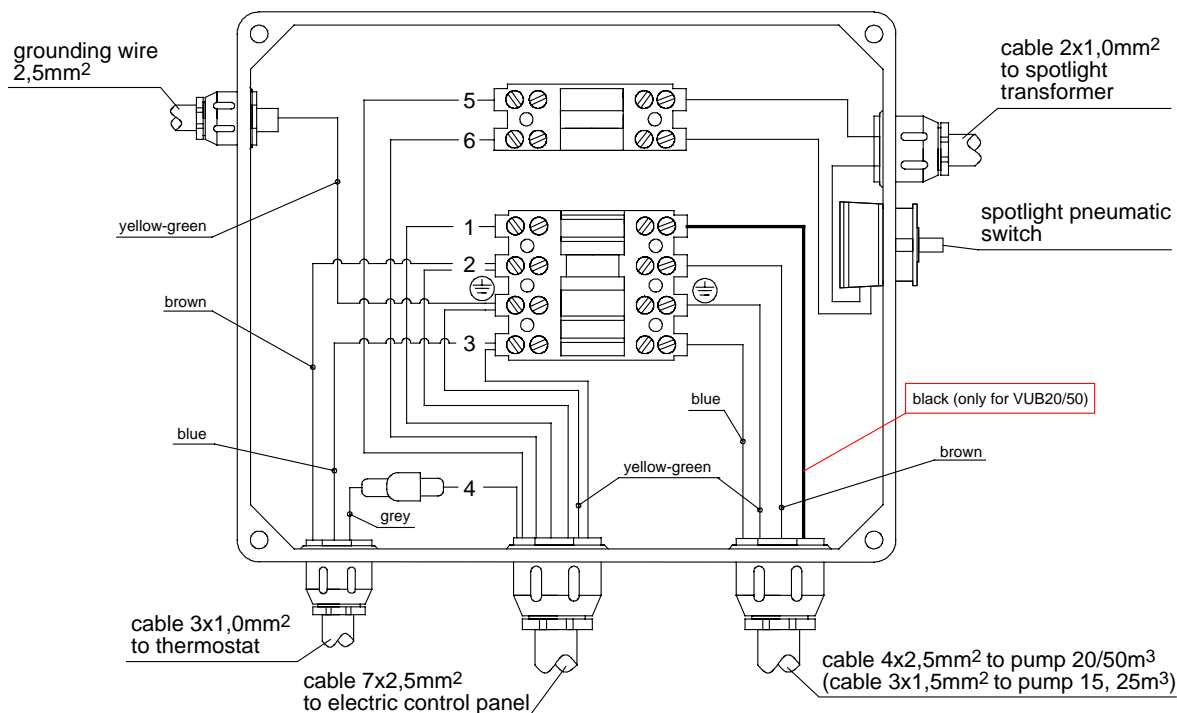 grounding wire
2,5mm²
cable 2x1,0mm²
to spotlight
transformer
5
6
yellow-green
spotlight pneumatic
switch
1
2
brown
3
black (only for VUB20/50)
blue
blue
yellow-green
brown
4
grey
cable 3x1,0mm²
to thermostat
cable 7x2,5mm²
to electric control panel
cable 4x2,5mm² to pump 20/50m³
(cable 3x1,5mm² to pump 15, 25m³)